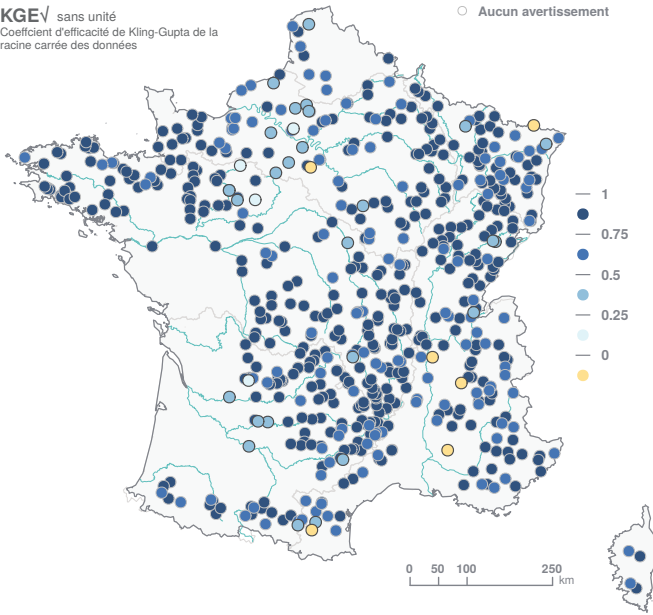 KGE√ sans unité
Coeffcient d'efficacité de Kling-Gupta de la
racine carrée des données
Aucun avertissement
1
0.75
0.5
0.25
0
0 50 100 250
km